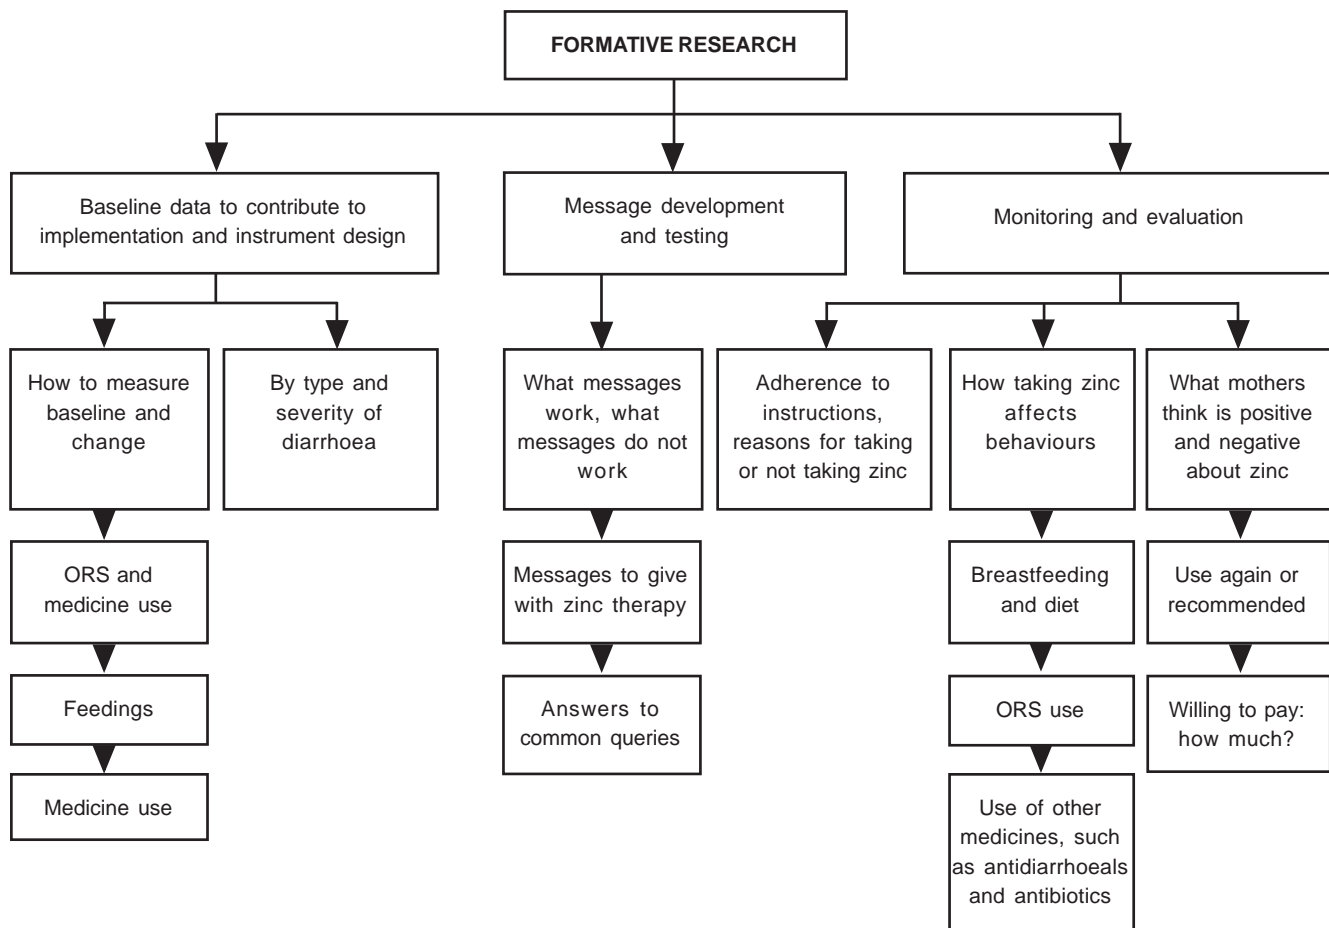 FORMATIVE RESEARCH
Baseline data to contribute to
implementation and instrument design
Message development
and testing
Monitoring and evaluation
How to measure
baseline and
change
By type and
severity of
diarrhoea
What messages
work, what
messages do not
work
Adherence to
instructions,
reasons for taking
or not taking zinc
How taking zinc
affects
behaviours
What mothers
think is positive
and negative
about zinc
ORS and
medicine use
Messages to give
with zinc therapy
Breastfeeding
and diet
Use again or
recommended
Feedings
Answers to
common queries
ORS use
Willing to pay:
how much?
Medicine use
Use of other
medicines, such
as antidiarrhoeals
and antibiotics